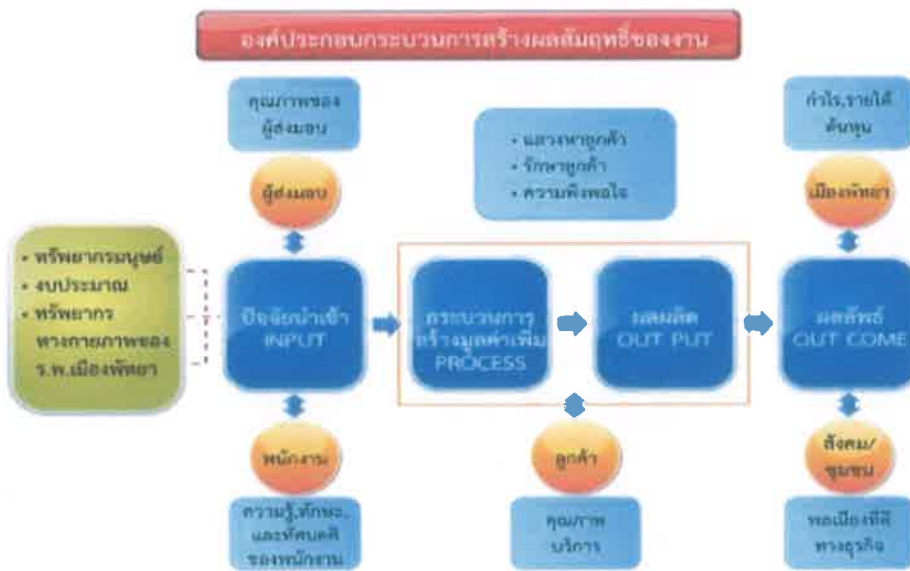 องค์ประกอบกระบวนการสร้างผลสัมฤทธิ์ของงาน
คุณภาพของ
ผู้ส่งมอบ
ผู้ส่งมอบ
• แสวงหาลูกค้า
• รักษาลูกค้า
• ความพึงพอใจ
กำไร,รายได้
ต้นทุน
เมืองพัทยา
• ทรัพยากรมนุษย์
• งบประมาณ
• ทรัพยากร
ทางกายภาพของ
ร.พ.เมืองพัทยา
ปัจจัยนำเข้า
INPUT
กระบวนการ
สร้างมูลค่าเพิ่ม
PROCESS
ผลผลิต
OUT PUT
ผลลัพธ์
OUT COME
พนักงาน
ความรู้,ทักษะ,
และทัศนคติ
ของพนักงาน
ลูกค้า
คุณภาพ
บริการ
สังคม/
ชุมชน
พลเมืองที่ดี
ทางธุรกิจ